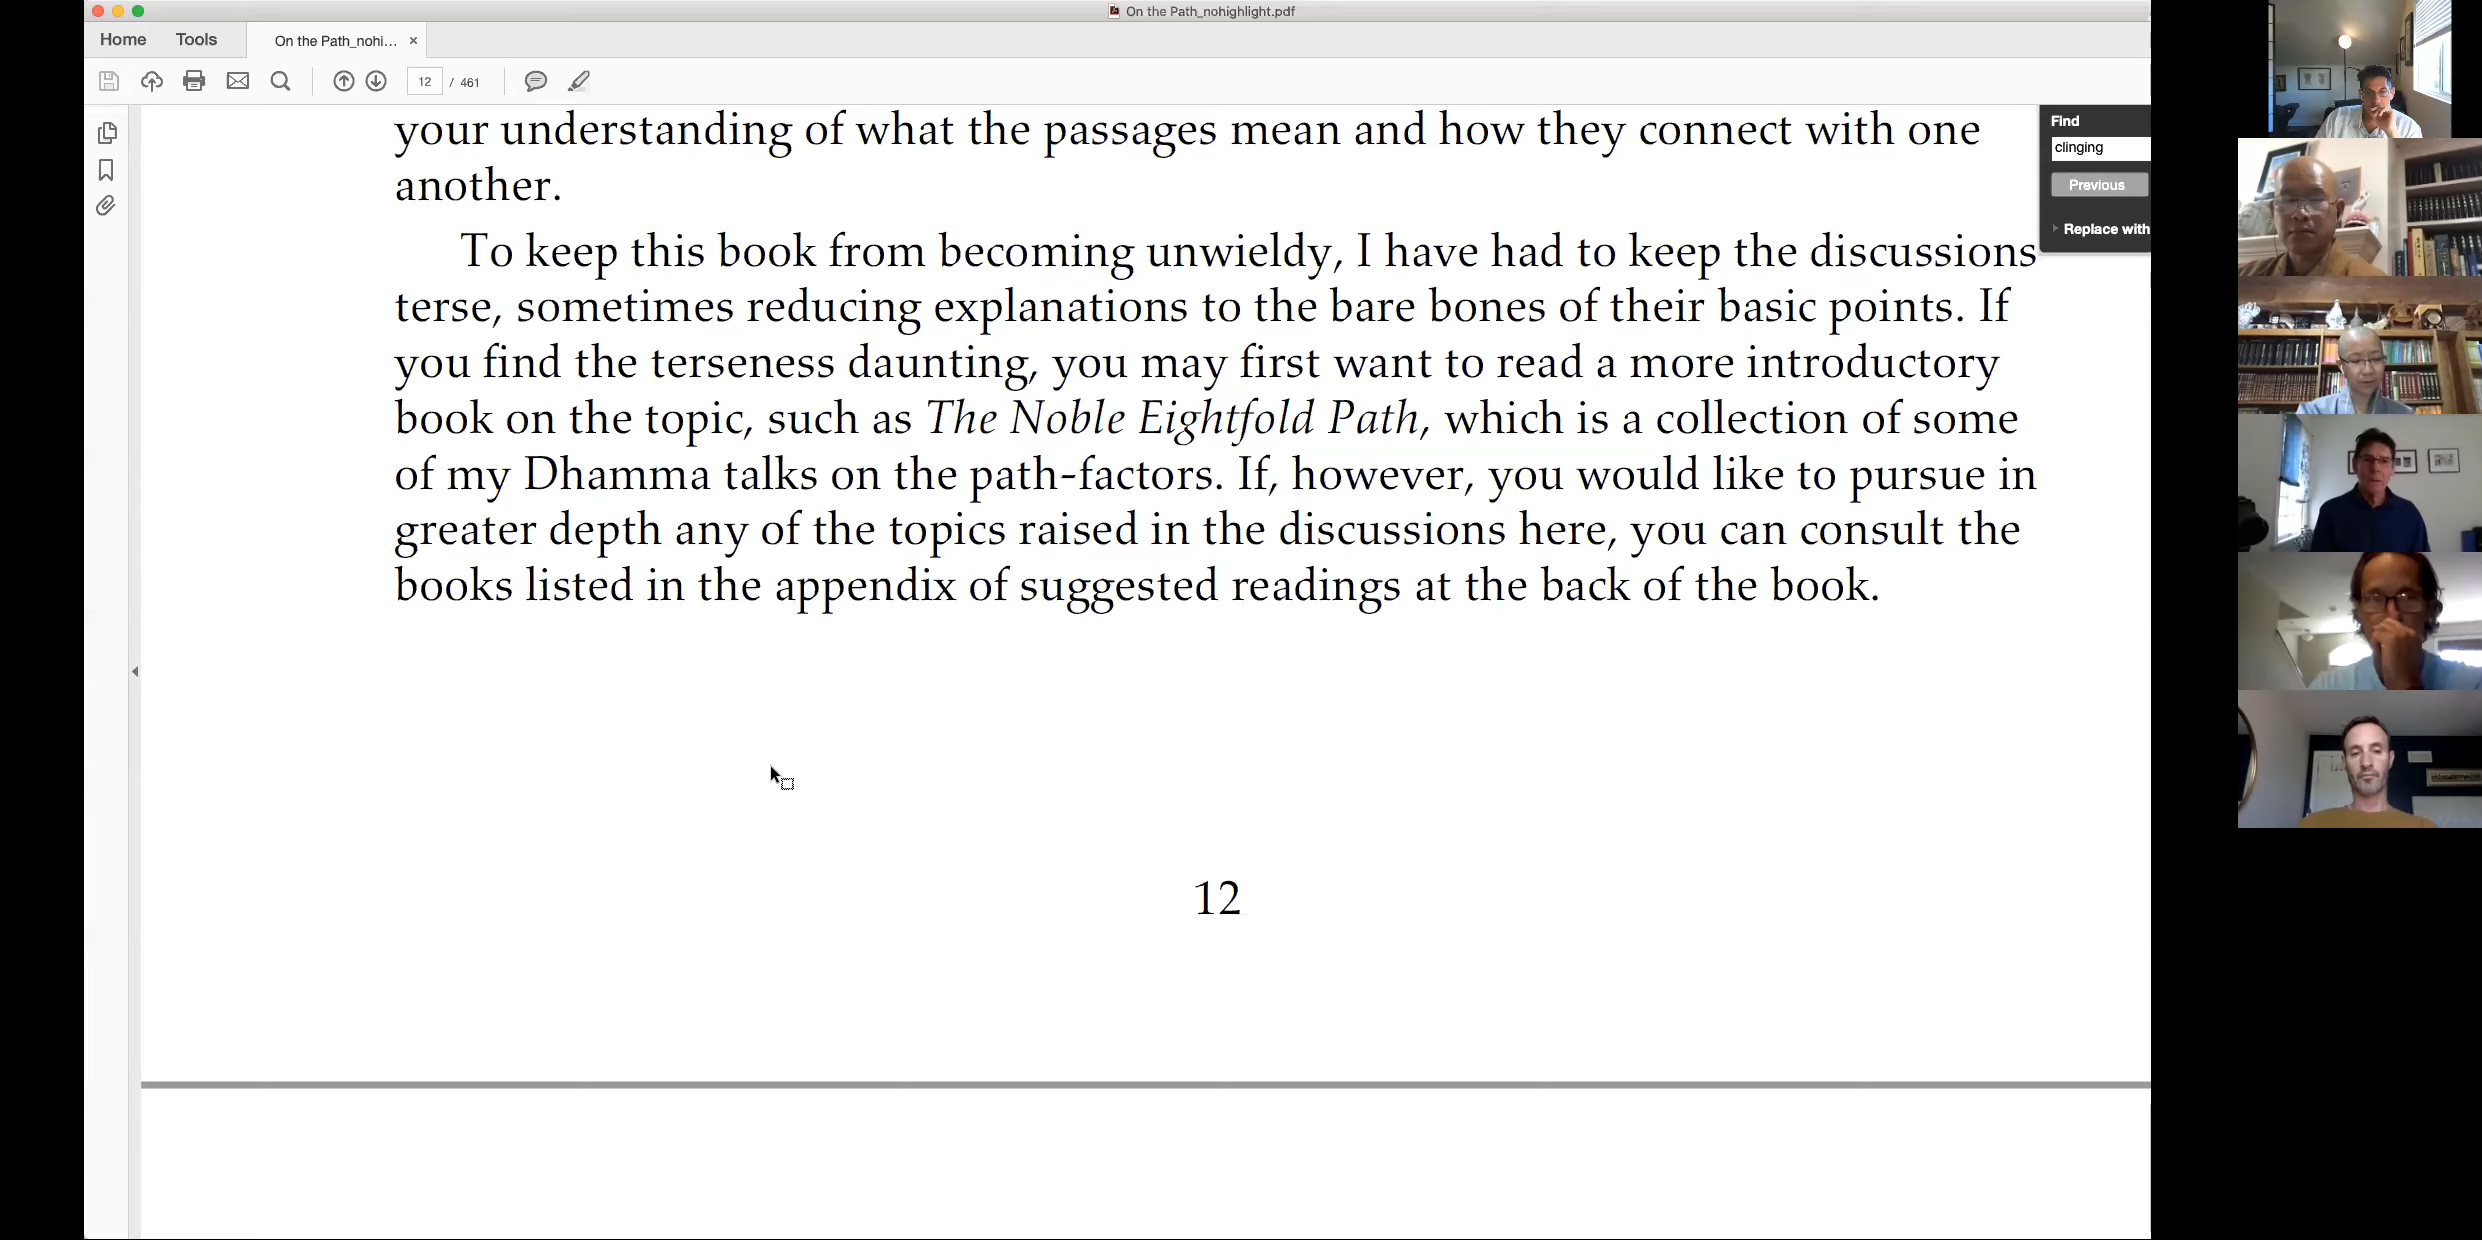 On the Path_nohighlight.pdf
Home
Tools
On the Path_nohi... ×
12 / 461
your understanding of what the passages mean and how they connect with one
another.
To keep this book from becoming unwieldy, I have had to keep the discussions
terse, sometimes reducing explanations to the bare bones of their basic points. If
you find the terseness daunting, you may first want to read a more introductory
book on the topic, such as The Noble Eightfold Path, which is a collection of some
of my Dhamma talks on the path-factors. If, however, you would like to pursue in
greater depth any of the topics raised in the discussions here, you can consult the
books listed in the appendix of suggested readings at the back of the book.
12
Find
clinging
Previous
Replace with